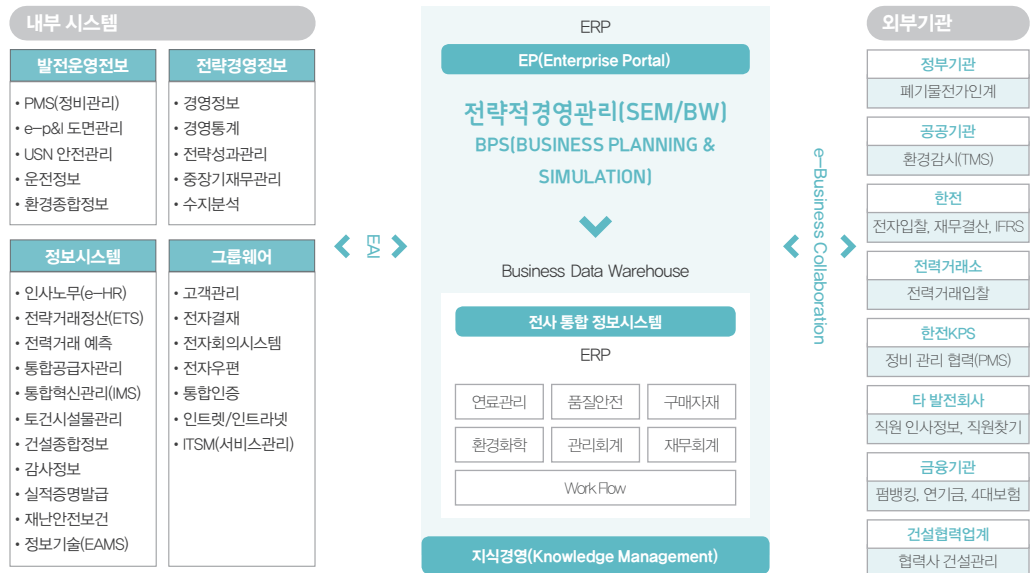 내부 시스템
발전운영전보
• PMS(정비관리)
• e-p&I 도면관리
• USN 안전관리
• 운전정보
• 환경종합정보
전략경영정보
• 경영정보
• 경영통계
• 전략성과관리
• 중장기재무관리
• 수지분석
정보시스템
• 인사노무(e-HR)
• 전략거래정산(ETS)
• 전력거래 예측
• 통합공급자관리
• 통합혁신관리(IMS)
• 토건시설물관리
• 건설종합정보
• 감사정보
• 실적증명발급
• 재난안전보건
• 정보기술(EAMS)
그룹웨어
• 고객관리
• 전자결재
• 전자회의시스템
• 전자우편
• 통합인증
• 인트렛/인트라넷
• ITSM(서비스관리)
EAI
ERP
EP(Enterprise Portal)
전략적경영관리(SEM/BW)
BPS(BUSINESS PLANNING &
SIMULATION)
Business Data Warehouse
전사 통합 정보시스템
ERP
연료관리
품질안전
구매자재
환경화학
관리회계
재무회계
Work Flow
지식경영(Knowledge Management)
e-Business Collaboration
외부기관
정부기관
폐기물전가인계
공공기관
환경감시(TMS)
한전
전자입찰, 재무결산, IFRS
전력거래소
전력거래입찰
한전KPS
정비 관리 협력(PMS)
타 발전회사
직원 인사정보, 직원찾기
금융기관
펌뱅킹, 연기금, 4대보험
건설협력업계
협력사 건설관리